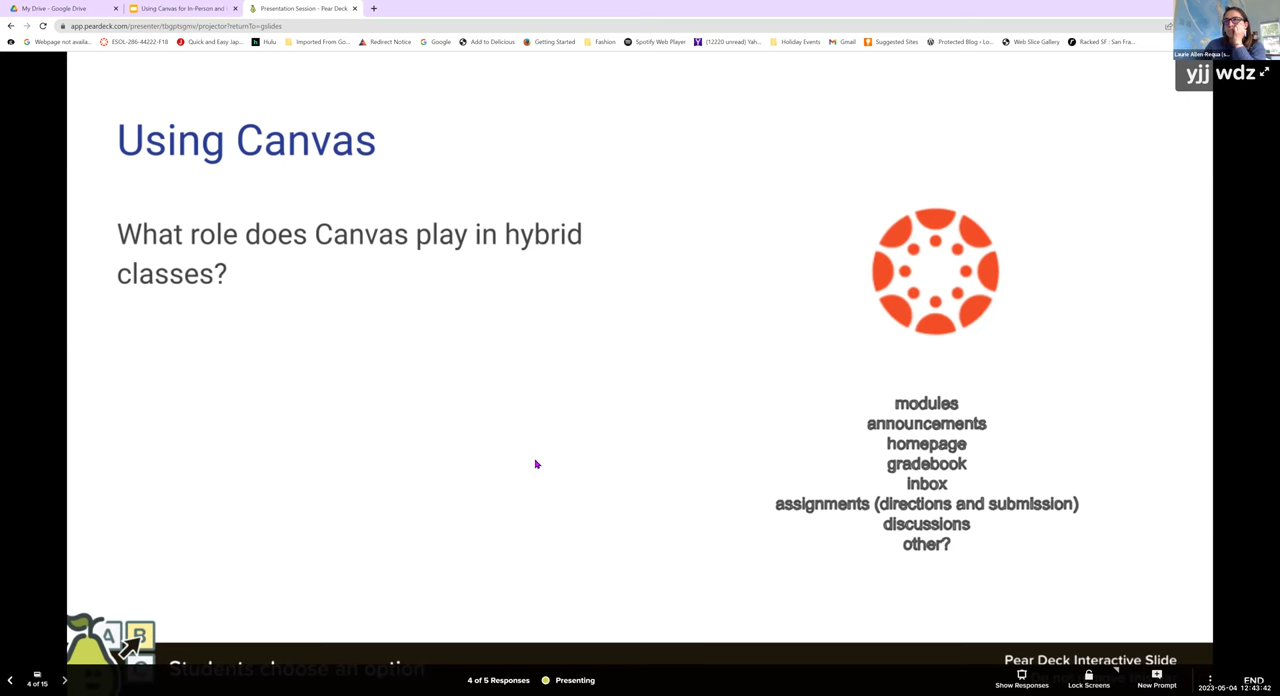 My Drive - Google Drive
Using Canvas for In-Person and
Presentation Session - Pear Deck
app.peardeck.com/presenter/tbgptsgmv/projector?returnTo=gslides
Webpage not availa...
ESOL-286-44222-F18
Quick and Easy Jap...
Hulu
Imported From Go...
Redirect Notice
Google
Add to Delicious
Getting Started
Fashion
Spotify Web Player
(12220 unread) Yah...
Holiday Events
Gmail
Suggested Sites
Protected Blog ‹ Lo...
Web Slice Gallery
Racked SF : San Fra...
Laurie Allen-Requa (s...
yjj wdz
Using Canvas
What role does Canvas play in hybrid
classes?
modules
announcements
homepage
gradebook
inbox
assignments (directions and submission)
discussions
other?
A B
C
Students choose an option
Pear Deck Interactive Slide
4 of 15
4 of 5 Responses
Presenting
Show Responses
Lock Screens
New Prompt
END
2023-05-04 12:43:42